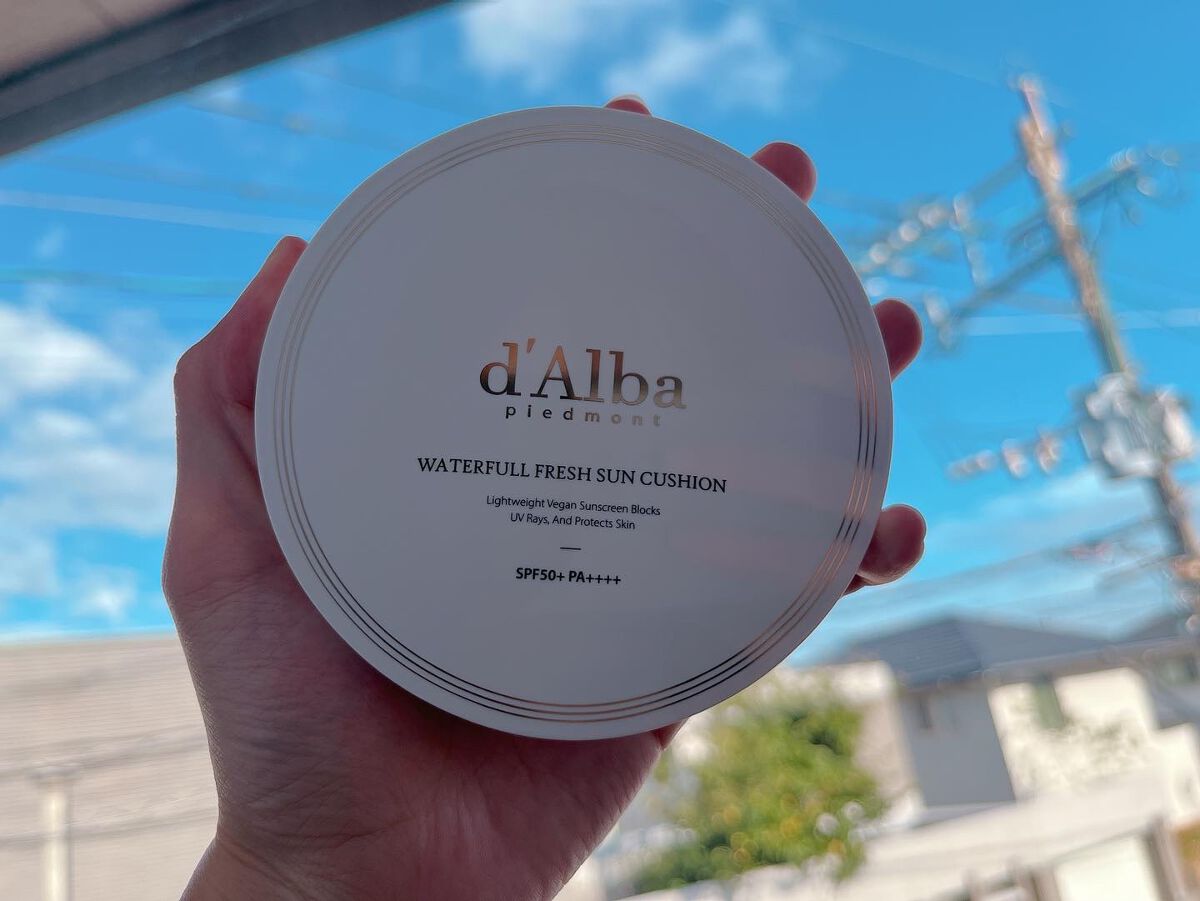 d'Alba
piedmont
WATERFULL FRESH SUN CUSHION
Lightweight Vegan Sunscreen Blocks
UV Rays, And Protects Skin
SPF50+ PA++++